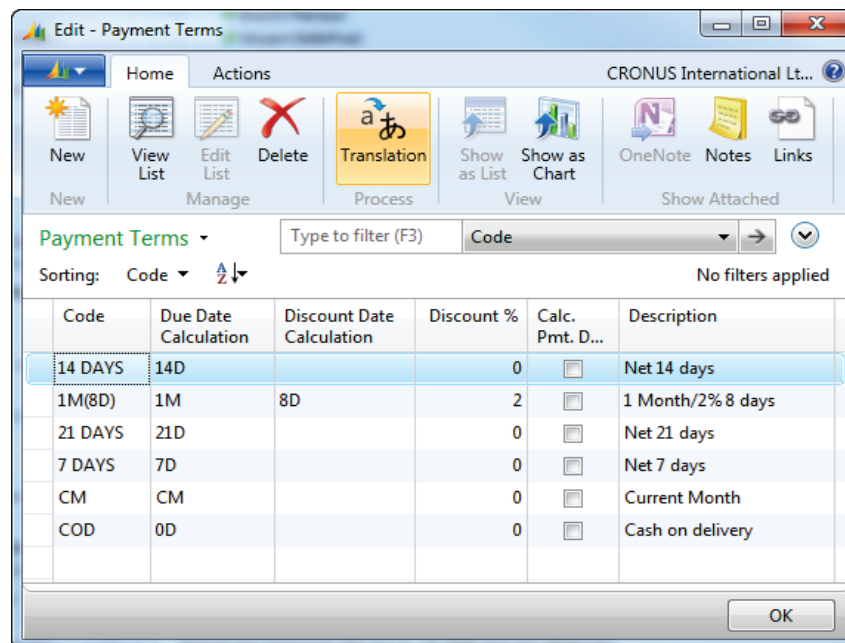 Edit - Payment Terms
Home Actions CRONUS International Lt...
New View List Edit List Delete Translation Show as List Show as Chart OneNote Notes Links
New Manage Process View Show Attached
Payment Terms Type to filter (F3) Code
Sorting: Code No filters applied
Code Due Date Calculation Discount Date Calculation Discount % Calc. Pmt. D... Description
14 DAYS 14D 0 Net 14 days
1M(8D) 1M 8D 2 1 Month/2% 8 days
21 DAYS 21D 0 Net 21 days
7 DAYS 7D 0 Net 7 days
CM CM 0 Current Month
COD 0D 0 Cash on delivery
OK